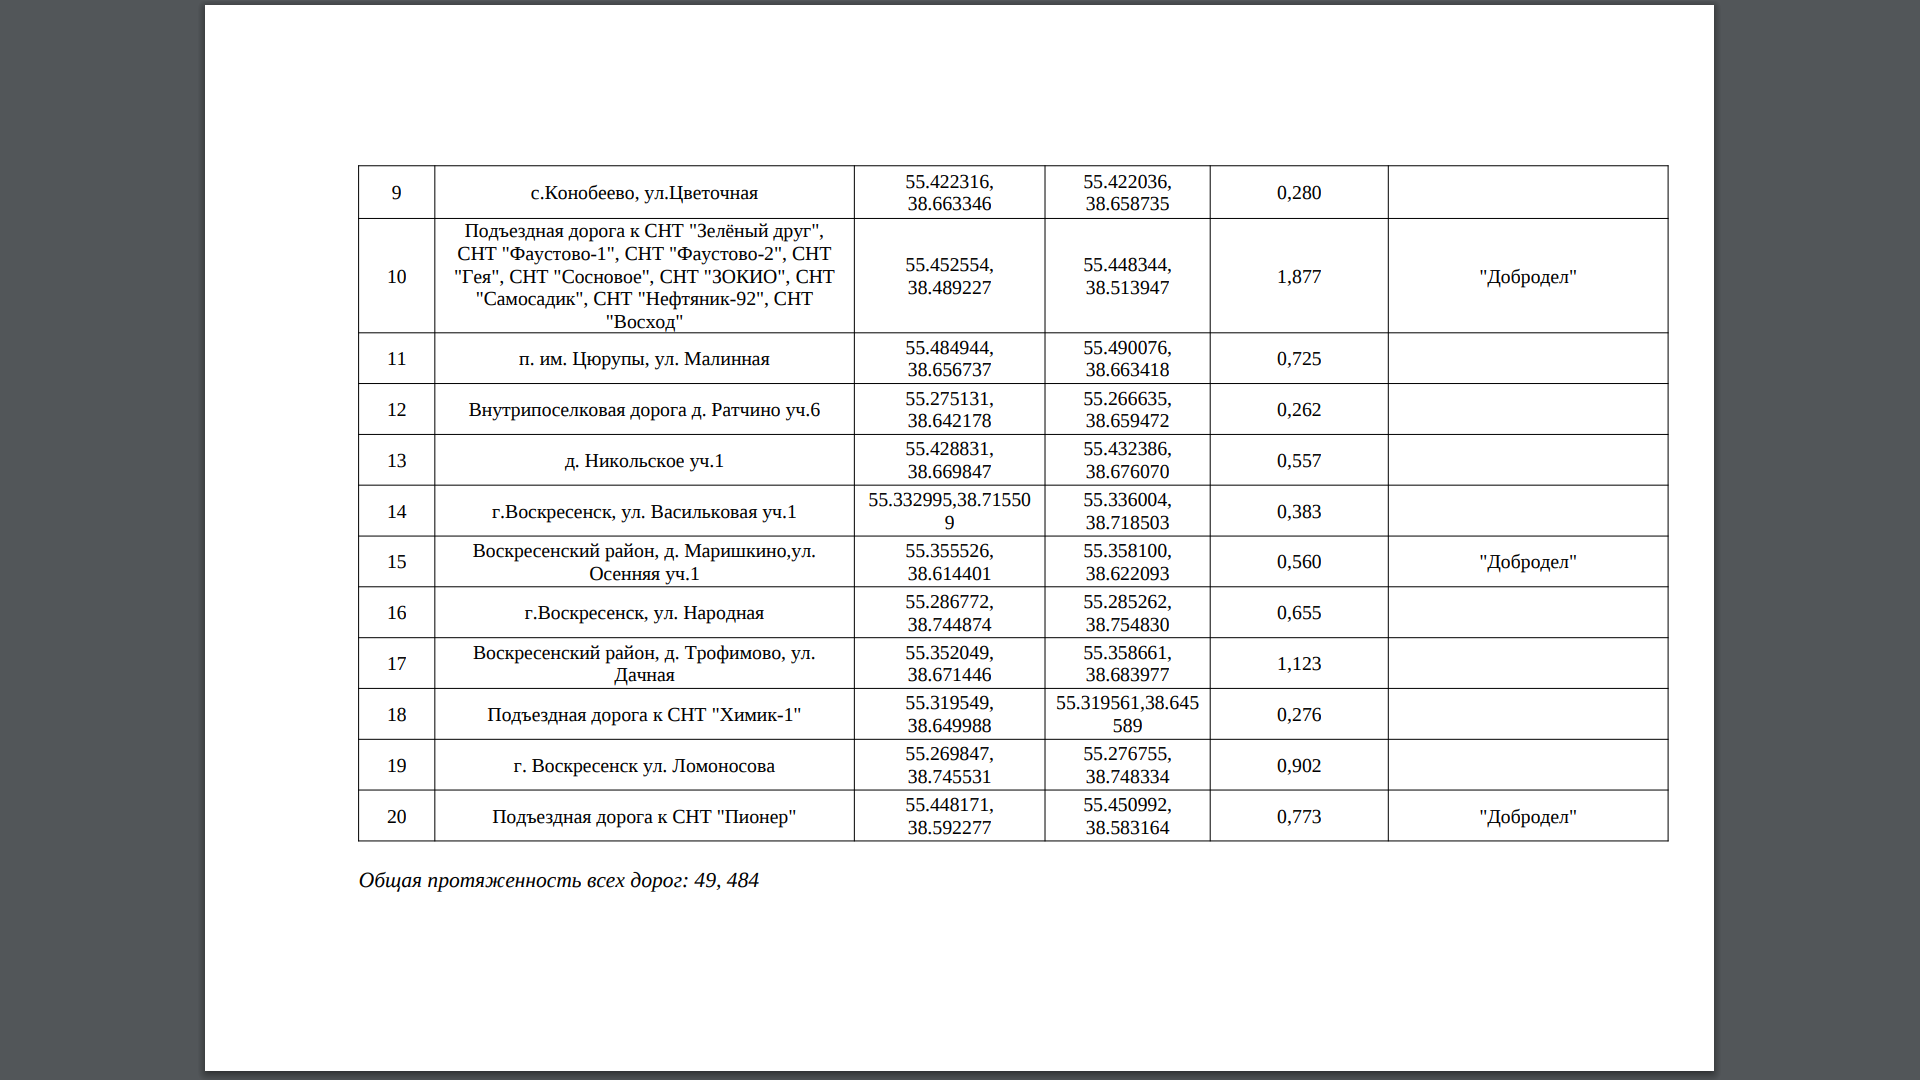 9 с.Конобеево, ул.Цветочная 55.422316, 38.663346 55.422036, 38.658735 0,280
10 Подъездная дорога к СНТ "Зелёный друг", СНТ "Фаустово-1", СНТ "Фаустово-2", СНТ "Гея", СНТ "Сосновое", СНТ "ЗОКИО", СНТ "Самосадик", СНТ "Нефтяник-92", СНТ "Восход" 55.452554, 38.489227 55.448344, 38.513947 1,877 "Добродел"
11 п. им. Цюрупы, ул. Малинная 55.484944, 38.656737 55.490076, 38.663418 0,725
12 Внутрипоселковая дорога д. Ратчино уч.6 55.275131, 38.642178 55.266635, 38.659472 0,262
13 д. Никольское уч.1 55.428831, 38.669847 55.432386, 38.676070 0,557
14 г.Воскресенск, ул. Васильковая уч.1 55.332995,38.715509 55.336004, 38.718503 0,383
15 Воскресенский район, д. Маришкино,ул. Осенняя уч.1 55.355526, 38.614401 55.358100, 38.622093 0,560 "Добродел"
16 г.Воскресенск, ул. Народная 55.286772, 38.744874 55.285262, 38.754830 0,655
17 Воскресенский район, д. Трофимово, ул. Дачная 55.352049, 38.671446 55.358661, 38.683977 1,123
18 Подъездная дорога к СНТ "Химик-1" 55.319549, 38.649988 55.319561,38.645589 0,276
19 г. Воскресенск ул. Ломоносова 55.269847, 38.745531 55.276755, 38.748334 0,902
20 Подъездная дорога к СНТ "Пионер" 55.448171, 38.592277 55.450992, 38.583164 0,773 "Добродел"
Общая протяженность всех дорог: 49, 484